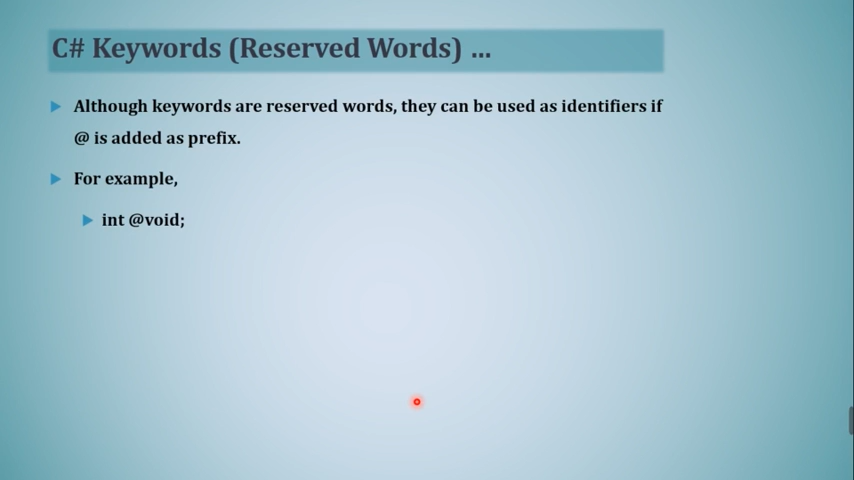 C# Keywords (Reserved Words) ...
Although keywords are reserved words, they can be used as identifiers if
@ is added as prefix.
For example,
int @void;